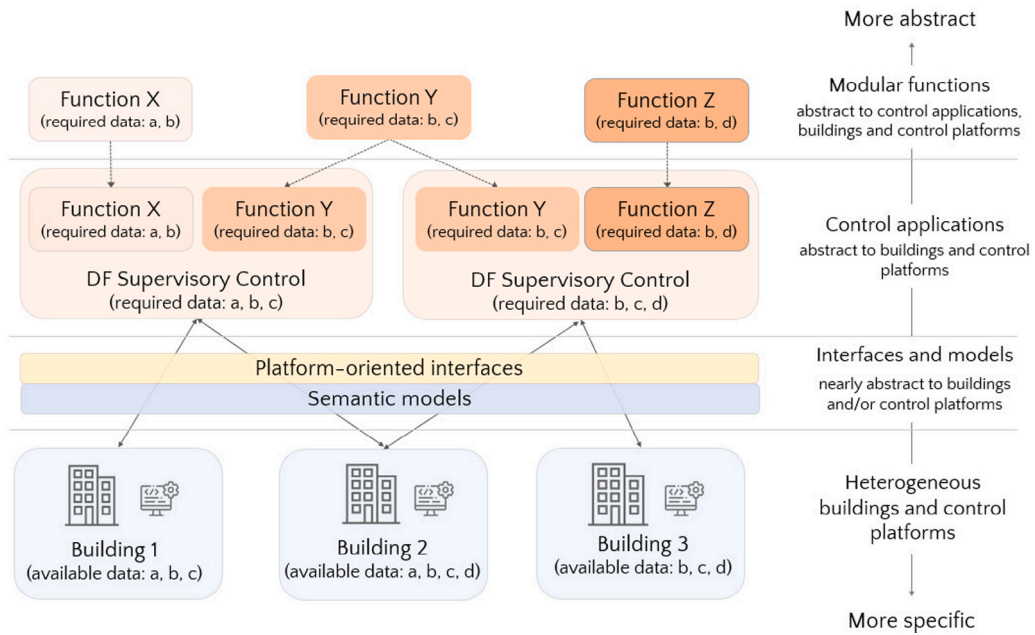 More abstract
Function X
(required data: a, b)
Function Y
(required data: b, c)
Function Z
(required data: b, d)
Modular functions
abstract to control applications,
buildings and control platforms
Function X
(required data: a, b)
Function Y
(required data: b, c)
Function Y
(required data: b, c)
Function Z
(required data: b, d)
DF Supervisory Control
(required data: a, b, c)
DF Supervisory Control
(required data: b, c, d)
Control applications
abstract to buildings and control
platforms
Platform-oriented interfaces
Semantic models
Interfaces and models
nearly abstract to buildings
and/or control platforms
Building 1
(available data: a, b, c)
Building 2
(available data: a, b, c, d)
Building 3
(available data: b, c, d)
Heterogeneous
buildings and control
platforms
More specific